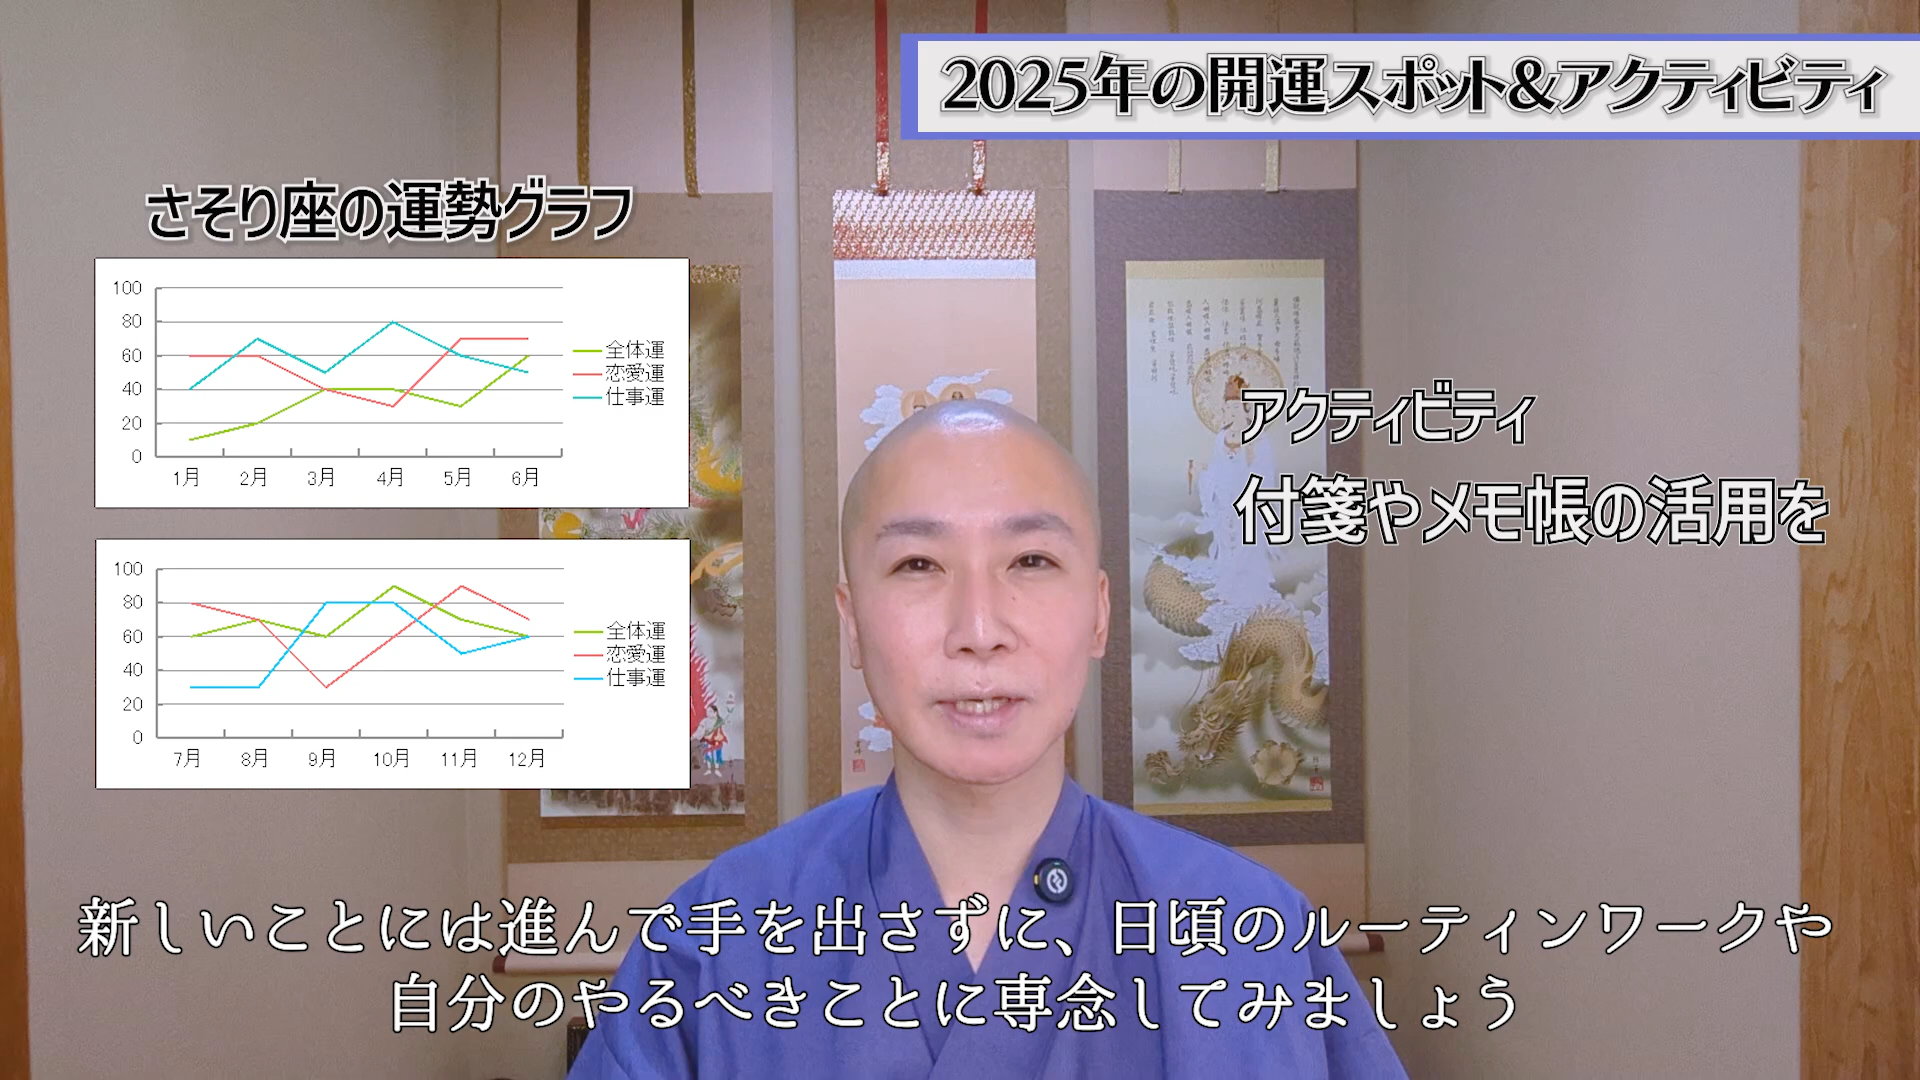 2025年の開運スポット&アクティビティ
さそり座の運勢グラフ
100
80
60
40
20
0
1月 2月 3月 4月 5月 6月
全体運
恋愛運
仕事運
アクティビティ
付箋やメモ帳の活用を
100
80
60
40
20
0
7月 8月 9月 10月 11月 12月
全体運
恋愛運
仕事運
新しいことには進んで手を出さずに、日頃のルーティンワークや
自分のやるべきことに専念してみましょう